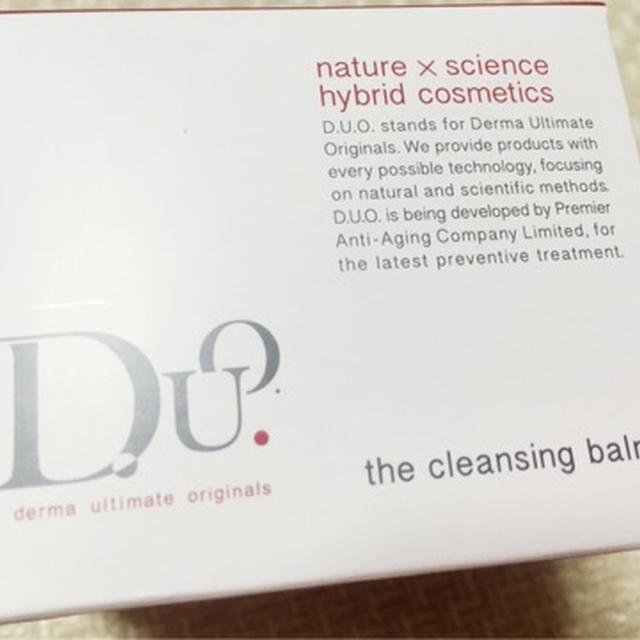 nature × science
hybrid cosmetics
D.U.O. stands for Derma Ultimate
Originals. We provide products with
every possible technology, focusing
on natural and scientific methods.
D.U.O. is being developed by Premier
Anti-Aging Company Limited, for
the latest preventive treatment.
D.U.O.
derma ultimate originals
the cleansing balm